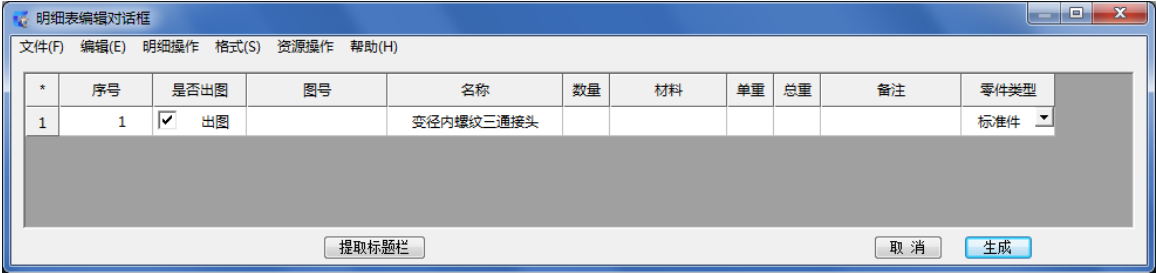 明细表编辑对话框
文件(F) 编辑(E) 明细操作 格式(S) 资源操作 帮助(H)
* 序号 是否出图 图号 名称 数量 材料 单重 总重 备注 零件类型
1 1 出图 变径内螺纹三通接头 标准件
提取标题栏 取 消 生成